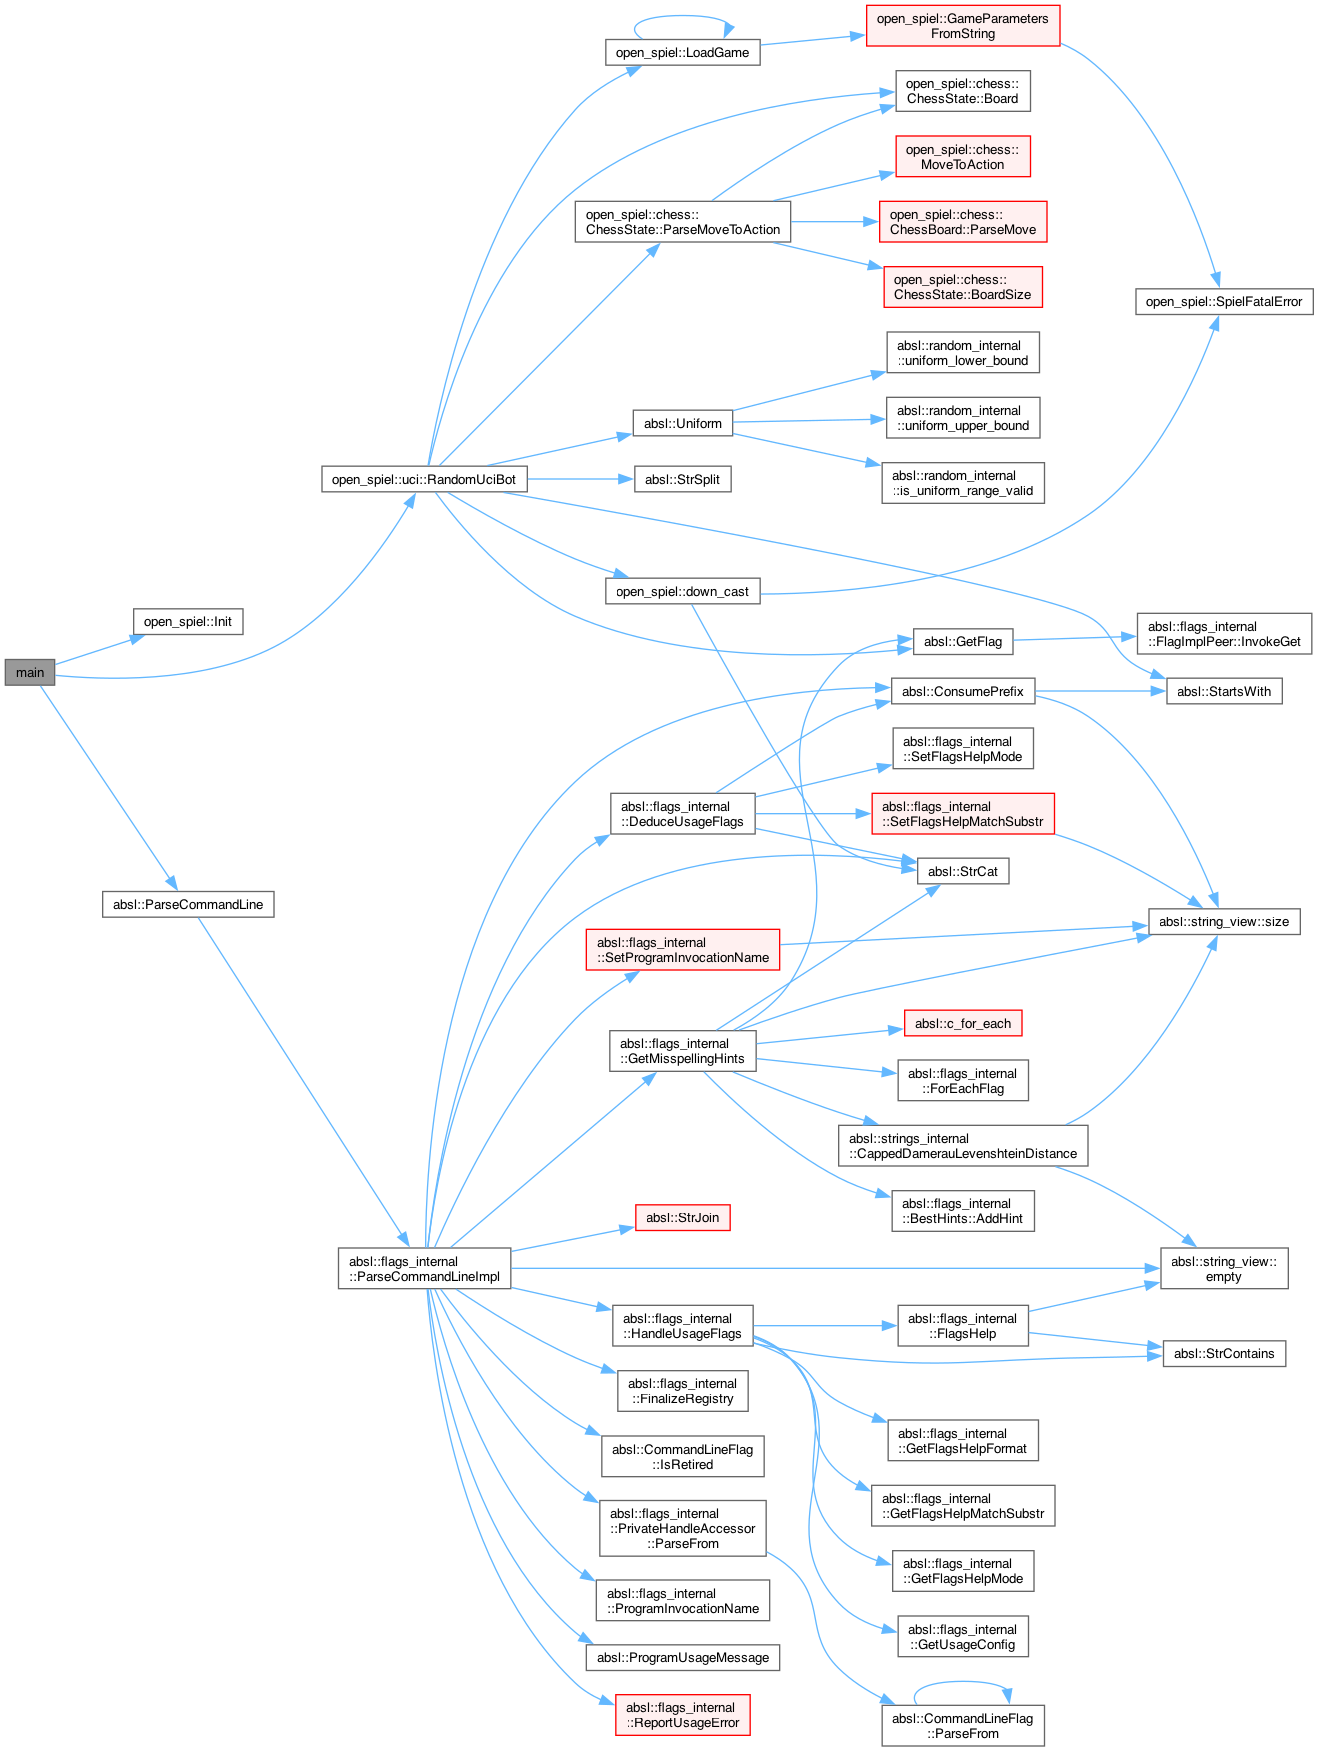 open_spiel::GameParameters
FromString
open_spiel::LoadGame
open_spiel::chess::
ChessState::Board
open_spiel::chess::
MoveToAction
open_spiel::chess::
ChessState::ParseMoveToAction
open_spiel::chess::
ChessBoard::ParseMove
open_spiel::chess::
ChessState::BoardSize
open_spiel::SpielFatalError
absl::random_internal
::uniform_lower_bound
absl::Uniform
absl::random_internal
::uniform_upper_bound
open_spiel::uci::RandomUciBot
absl::StrSplit
absl::random_internal
::is_uniform_range_valid
open_spiel::down_cast
open_spiel::Init
absl::GetFlag
absl::flags_internal
::FlagImplPeer::InvokeGet
main
absl::ConsumePrefix
absl::StartsWith
absl::flags_internal
::SetFlagsHelpMode
absl::flags_internal
::DeduceUsageFlags
absl::flags_internal
::SetFlagsHelpMatchSubstr
absl::StrCat
absl::ParseCommandLine
absl::string_view::size
absl::flags_internal
::SetProgramInvocationName
absl::c_for_each
absl::flags_internal
::GetMisspellingHints
absl::flags_internal
::ForEachFlag
absl::strings_internal
::CappedDamerauLevenshteinDistance
absl::flags_internal
::BestHints::AddHint
absl::StrJoin
absl::flags_internal
::ParseCommandLineImpl
absl::string_view::
empty
absl::flags_internal
::HandleUsageFlags
absl::flags_internal
::FlagsHelp
absl::StrContains
absl::flags_internal
::FinalizeRegistry
absl::flags_internal
::GetFlagsHelpFormat
absl::CommandLineFlag
::IsRetired
absl::flags_internal
::GetFlagsHelpMatchSubstr
absl::flags_internal
::PrivateHandleAccessor
::ParseFrom
absl::flags_internal
::GetFlagsHelpMode
absl::flags_internal
::ProgramInvocationName
absl::flags_internal
::GetUsageConfig
absl::ProgramUsageMessage
absl::flags_internal
::ReportUsageError
absl::CommandLineFlag
::ParseFrom